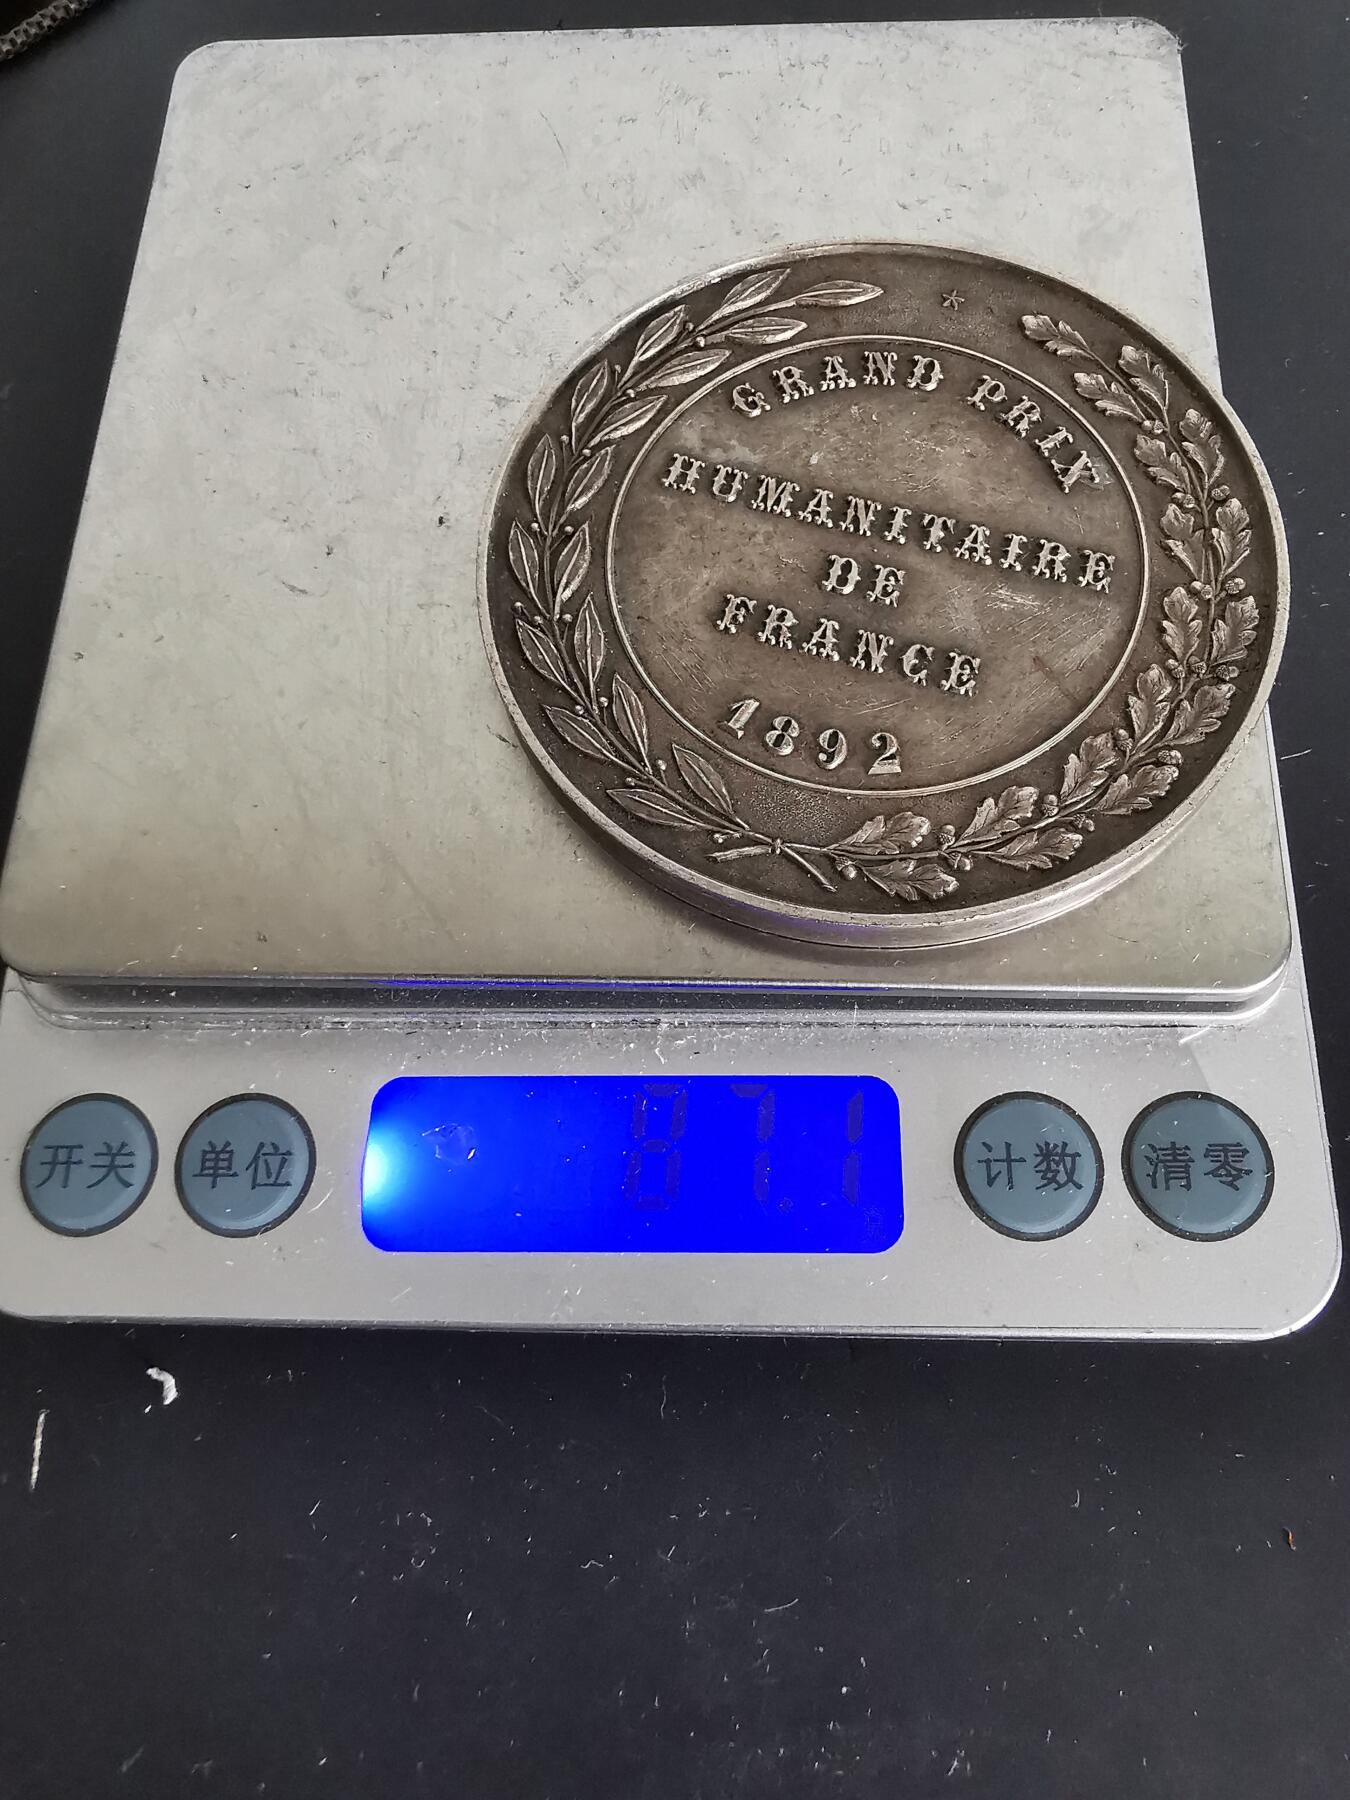 GRAND PRIX
HUMANITAIRE
DE
FRANCE
1892
87.1
开关 单位 计数 清零